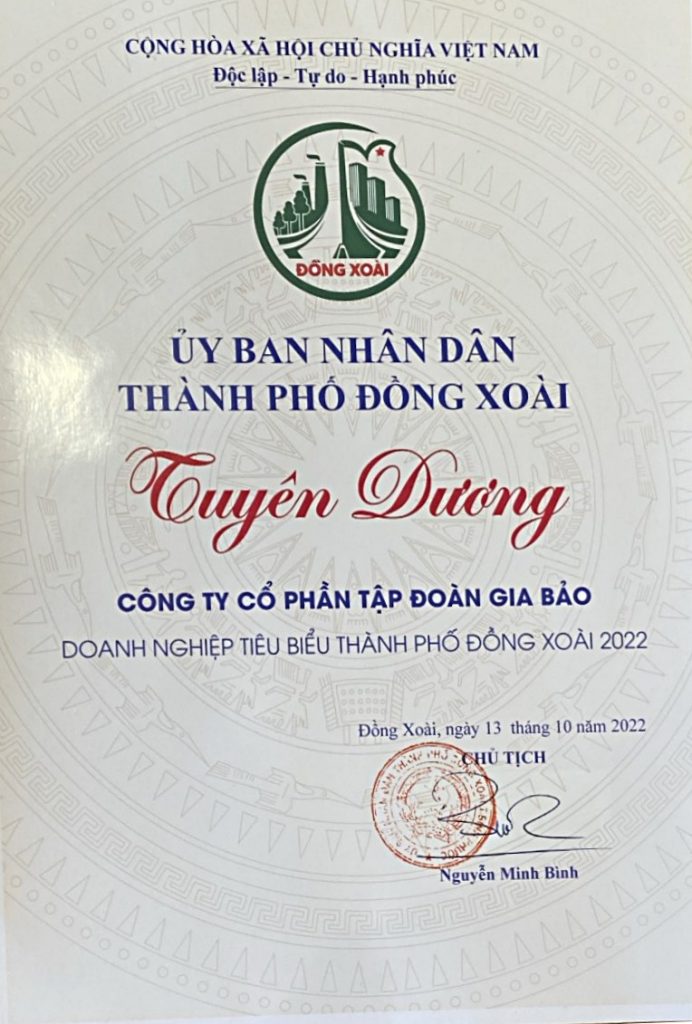 CỘNG HÒA XÃ HỘI CHỦ NGHĨA VIỆT NAM
Độc lập - Tự do - Hạnh phúc
ĐỒNG XOÀI
ỦY BAN NHÂN DÂN
THÀNH PHỐ ĐỒNG XOÀI
Tuyên Dương
CÔNG TY CỔ PHẦN TẬP ĐOÀN GIA BẢO
DOANH NGHIỆP TIÊU BIỂU THÀNH PHỐ ĐỒNG XOÀI 2022
Đồng Xoài, ngày 13 tháng 10 năm 2022
CHỦ TỊCH
Nguyễn Minh Bình